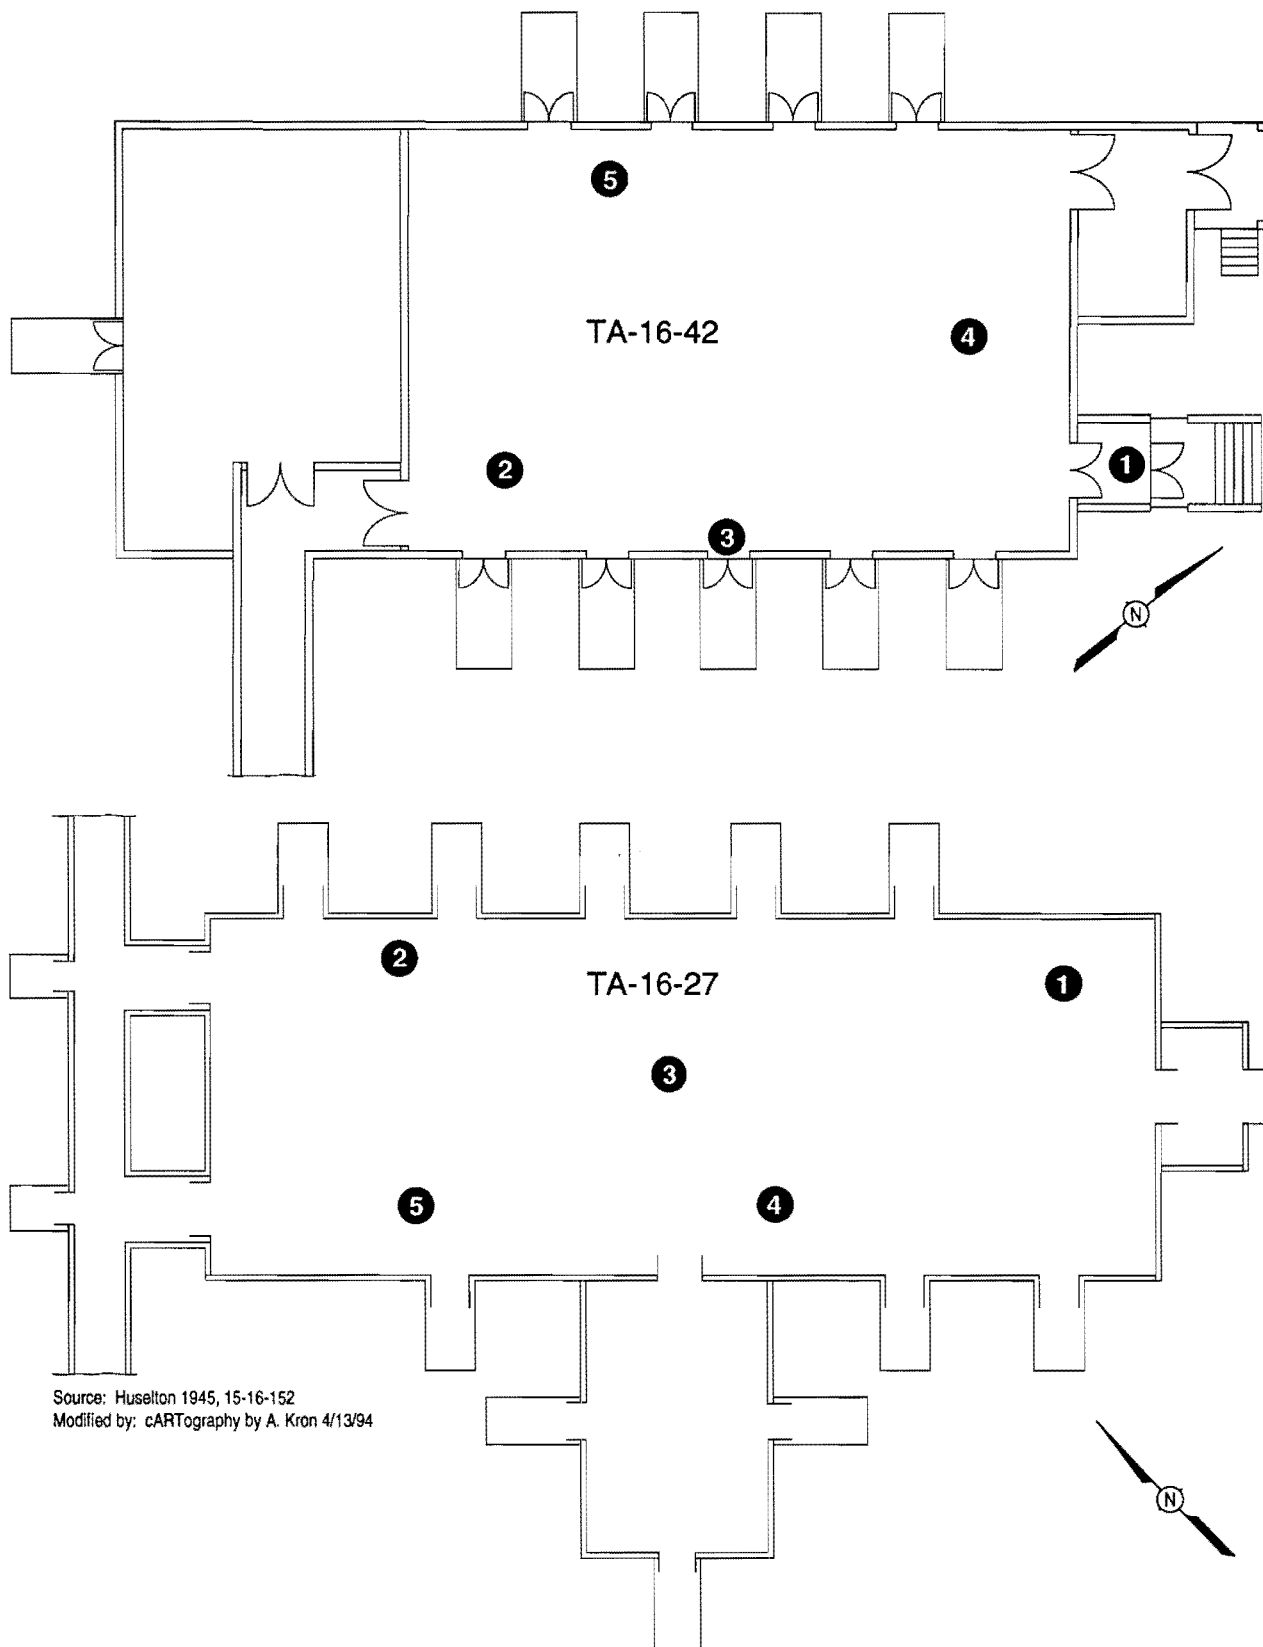 5
TA-16-42
4
2
1
3
N
2
TA-16-27
1
3
5
4
Source: Huselton 1945, 15-16-152
Modified by: cARTography by A. Kron 4/13/94
N